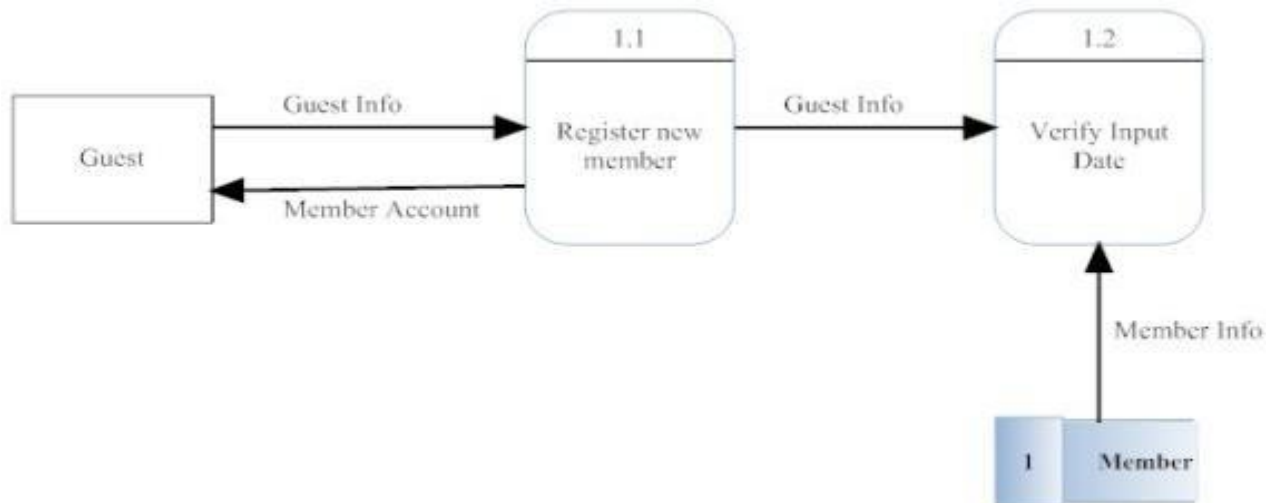 1.1
1.2
Guest Info
Guest Info
Guest
Register new
member
Verify Input
Date
Member Account
Member Info
1
Member